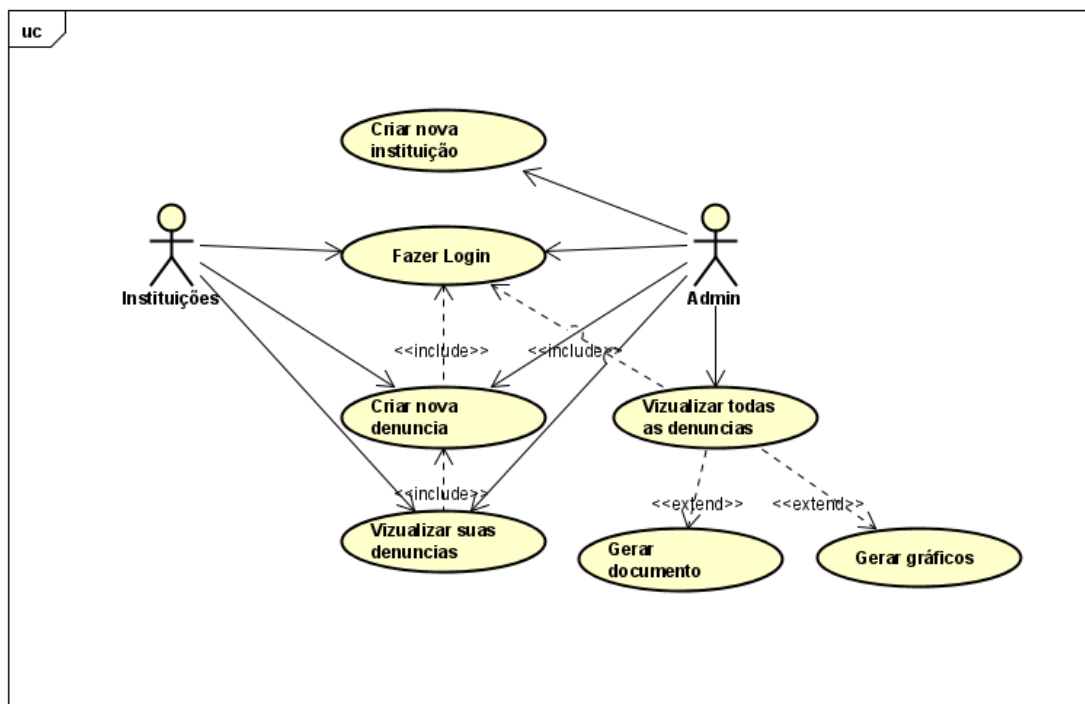 uc
Criar nova
instituição
Fazer Login
Instituições
Admin
<<include>>
<<include>>
Criar nova
denuncia
Vizualizar todas
as denuncias
<<include>>
<<extend>>
<<extend>>
Vizualizar suas
denuncias
Gerar
documento
Gerar gráficos